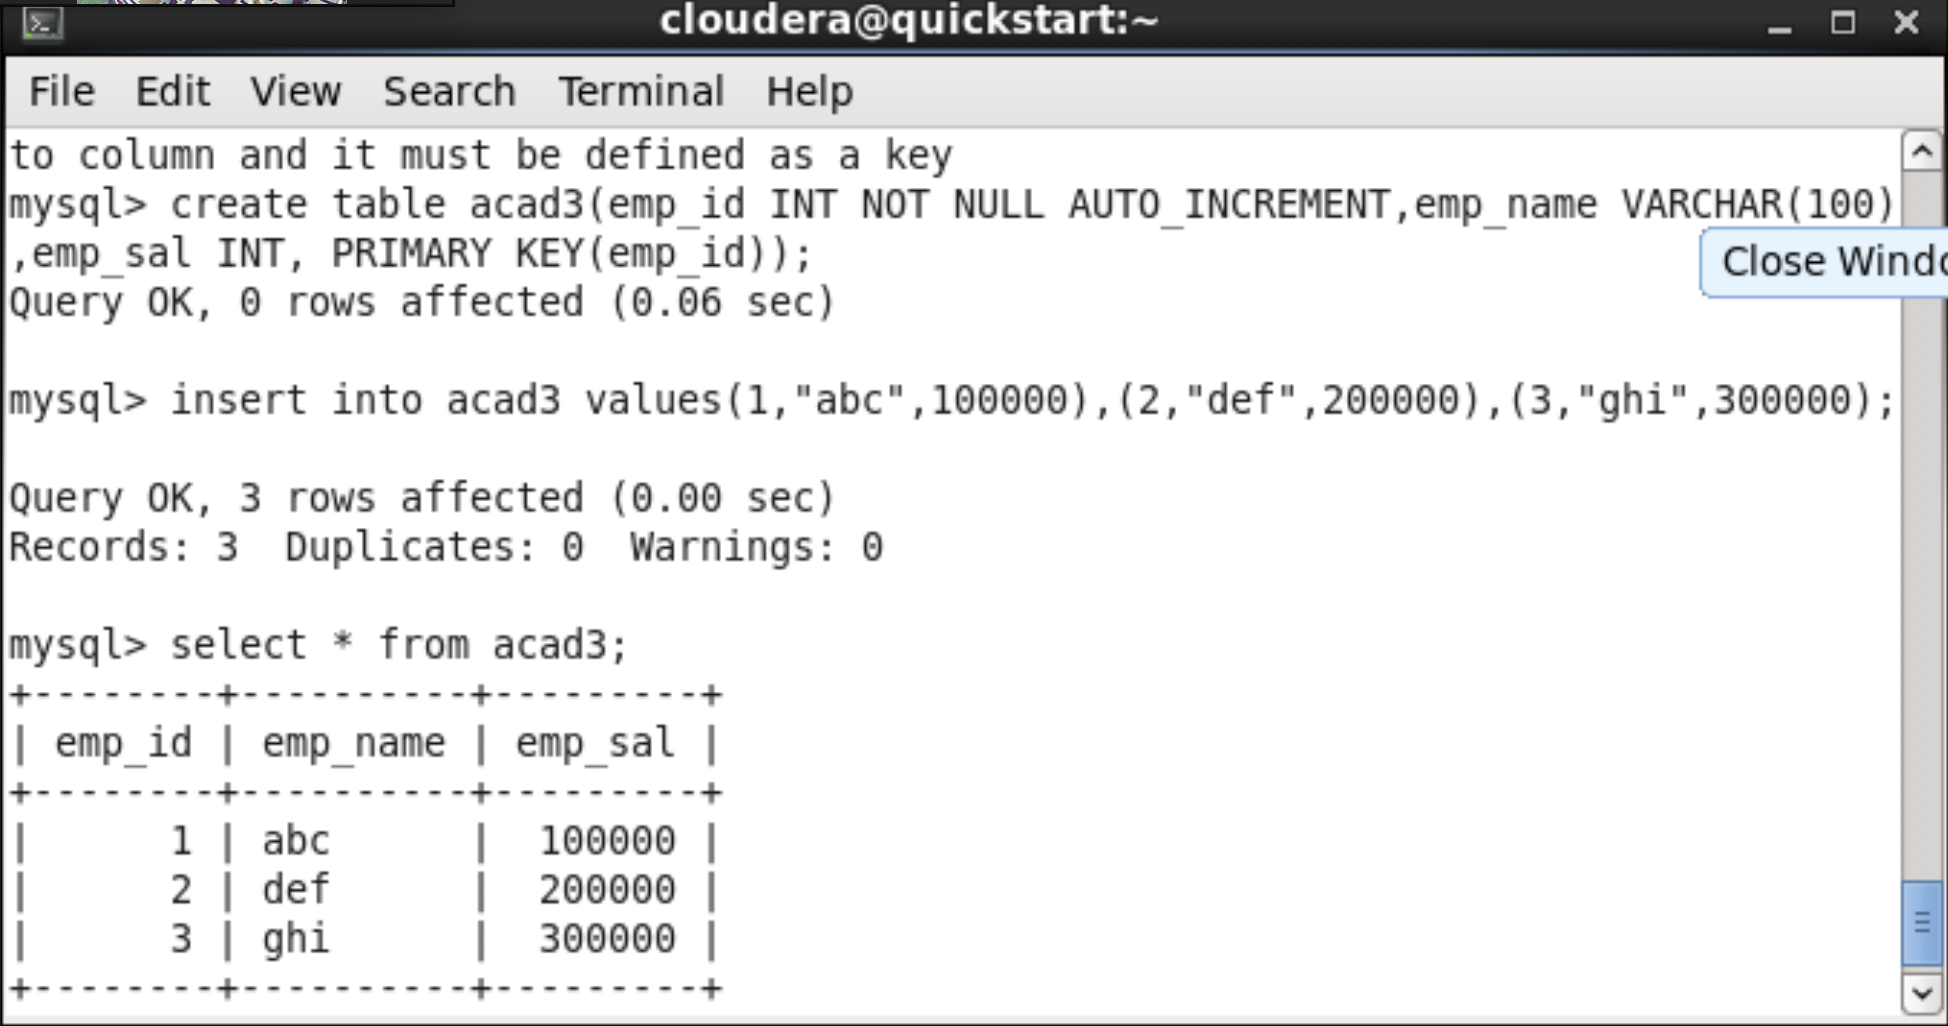 cloudera@quickstart:~
File Edit View Search Terminal Help
to column and it must be defined as a key
mysql> create table acad3(emp_id INT NOT NULL AUTO_INCREMENT,emp_name VARCHAR(100)
,emp_sal INT, PRIMARY KEY(emp_id));
Close Windo
Query OK, 0 rows affected (0.06 sec)
mysql> insert into acad3 values(1,"abc",100000),(2,"def",200000),(3,"ghi",300000);
Query OK, 3 rows affected (0.00 sec)
Records: 3  Duplicates: 0  Warnings: 0
mysql> select * from acad3;
+--------+----------+---------+
| emp_id | emp_name | emp_sal |
+--------+----------+---------+
|      1 | abc      |  100000 |
|      2 | def      |  200000 |
|      3 | ghi      |  300000 |
+--------+----------+---------+